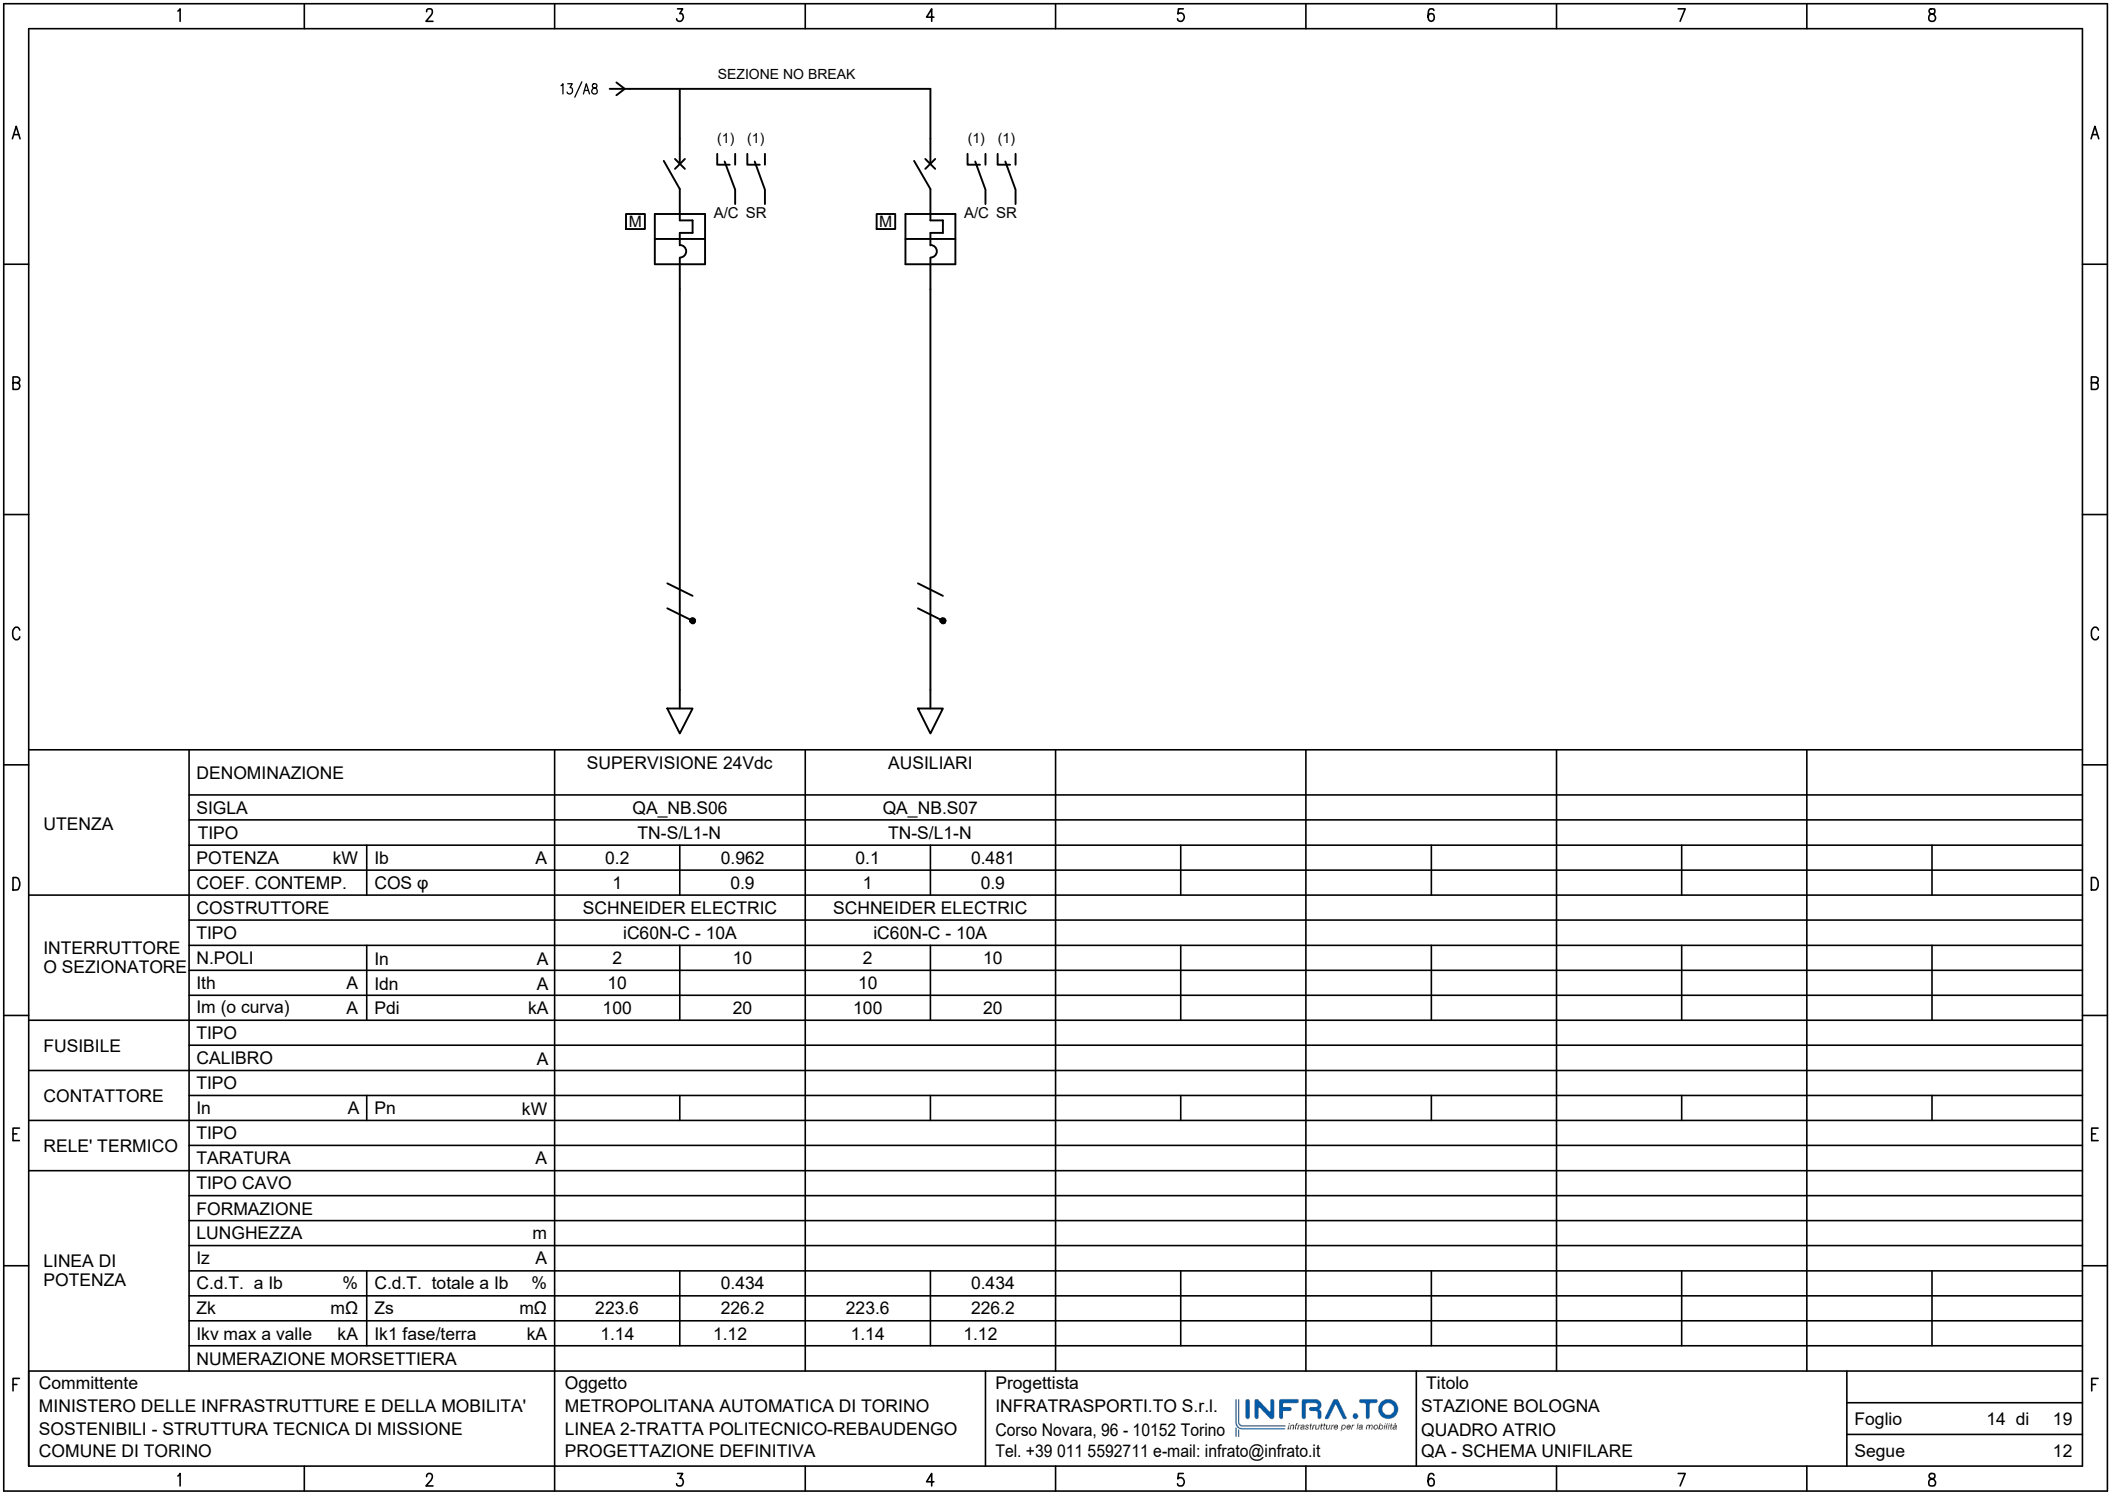 1 2 3 4 5 6 7 8
SEZIONE NO BREAK
13/A8
A A
(1) (1) (1) (1)
A/C SR A/C SR
M M
B B
C C
D D
E E
F F
UTENZA
DENOMINAZIONE SUPERVISIONE 24Vdc AUSILIARI
SIGLA QA_NB.S06 QA_NB.S07
TIPO TN-S/L1-N TN-S/L1-N
POTENZA kW Ib A 0.2 0.962 0.1 0.481
COEF. CONTEMP. COS φ 1 0.9 1 0.9
INTERRUTTORE
O SEZIONATORE
COSTRUTTORE SCHNEIDER ELECTRIC SCHNEIDER ELECTRIC
TIPO iC60N-C - 10A iC60N-C - 10A
N.POLI In A 2 10 2 10
Ith A Idn A 10 10
Im (o curva) A Pdi kA 100 20 100 20
FUSIBILE
TIPO
CALIBRO A
CONTATTORE
TIPO
In A Pn kW
RELE' TERMICO
TIPO
TARATURA A
LINEA DI
POTENZA
TIPO CAVO
FORMAZIONE
LUNGHEZZA m
Iz A
C.d.T. a Ib % C.d.T. totale a Ib % 0.434 0.434
Zk mΩ Zs mΩ 223.6 226.2 223.6 226.2
Ikv max a valle kA Ik1 fase/terra kA 1.14 1.12 1.14 1.12
NUMERAZIONE MORSETTIERA
Committente
MINISTERO DELLE INFRASTRUTTURE E DELLA MOBILITA'
SOSTENIBILI - STRUTTURA TECNICA DI MISSIONE
COMUNE DI TORINO
Oggetto
METROPOLITANA AUTOMATICA DI TORINO
LINEA 2-TRATTA POLITECNICO-REBAUDENGO
PROGETTAZIONE DEFINITIVA
Progettista
INFRATRASPORTI.TO S.r.l.
Corso Novara, 96 - 10152 Torino
Tel. +39 011 5592711 e-mail: infrato@infrato.it
INFRA.TO
infrastrutture per la mobilità
Titolo
STAZIONE BOLOGNA
QUADRO ATRIO
QA - SCHEMA UNIFILARE
Foglio 14 di 19
Segue 12
1 2 3 4 5 6 7 8